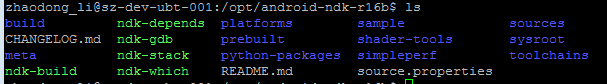 zhaodong_li@sz-dev-ubt-001:/opt/android-ndk-r16b$ ls
build ndk-depends platforms sample sources
CHANGELOG.md ndk-gdb prebuilt shader-tools sysroot
meta ndk-stack python-packages simpleperf toolchains
ndk-build ndk-which README.md source.properties